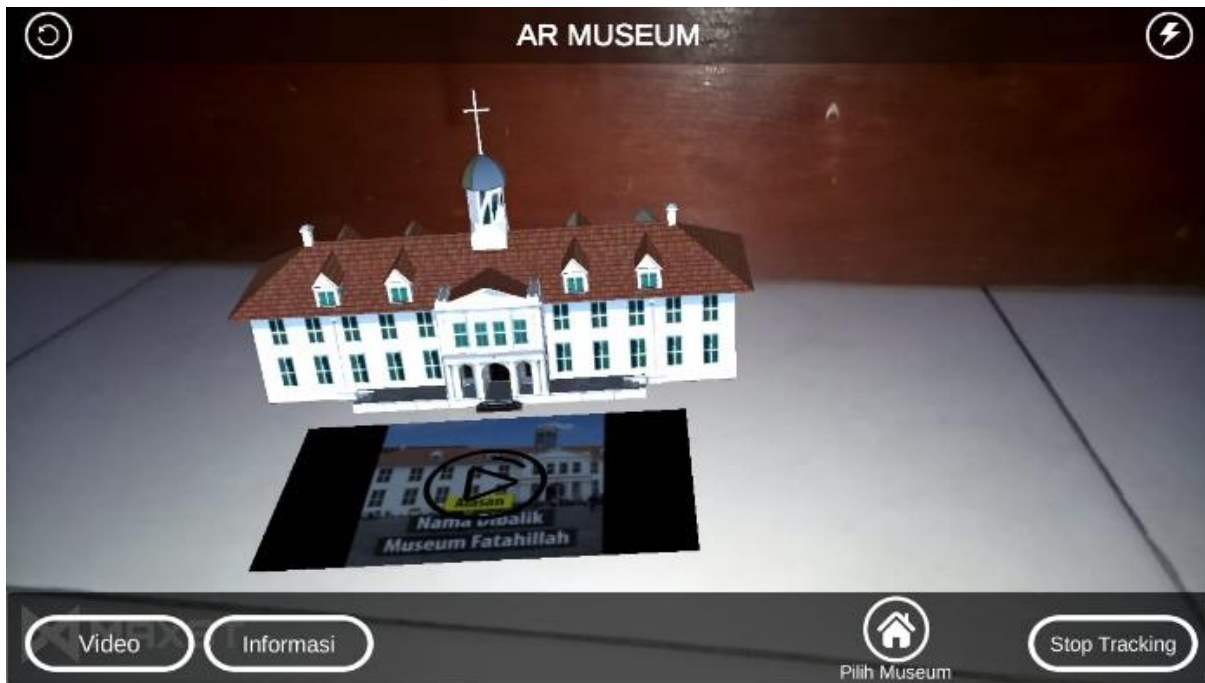 AR MUSEUM
Alasan
Nama Dibalik
Museum Fatahillah
Video
Informasi
Pilih Museum
Stop Tracking